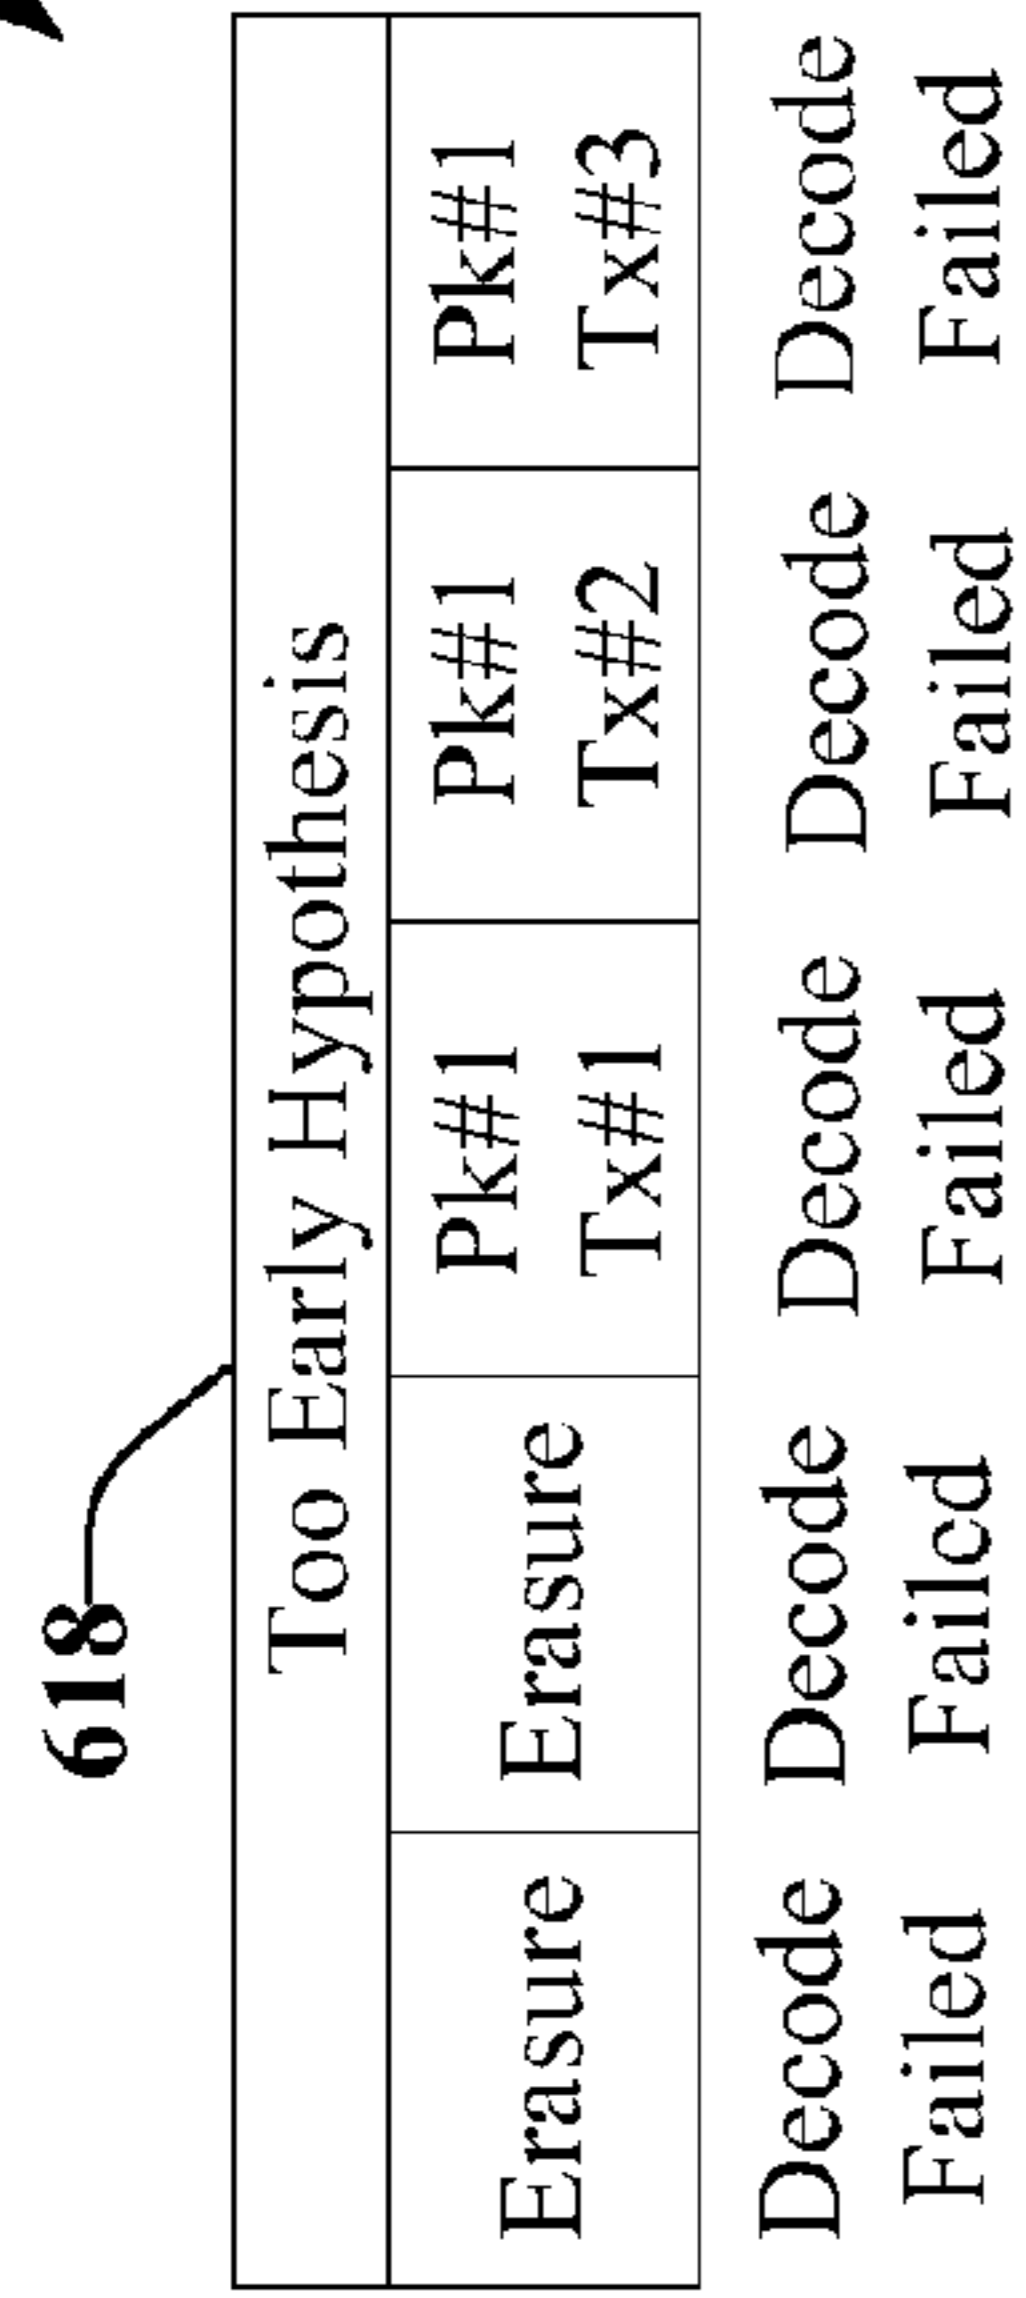 618
Too Early Hypothesis
Erasure
Erasure
Pk#1
Tx#1
Pk#1
Tx#2
Pk#1
Tx#3
Decode
Failed
Decode
Failed
Decode
Failed
Decode
Failed
Decode
Failed